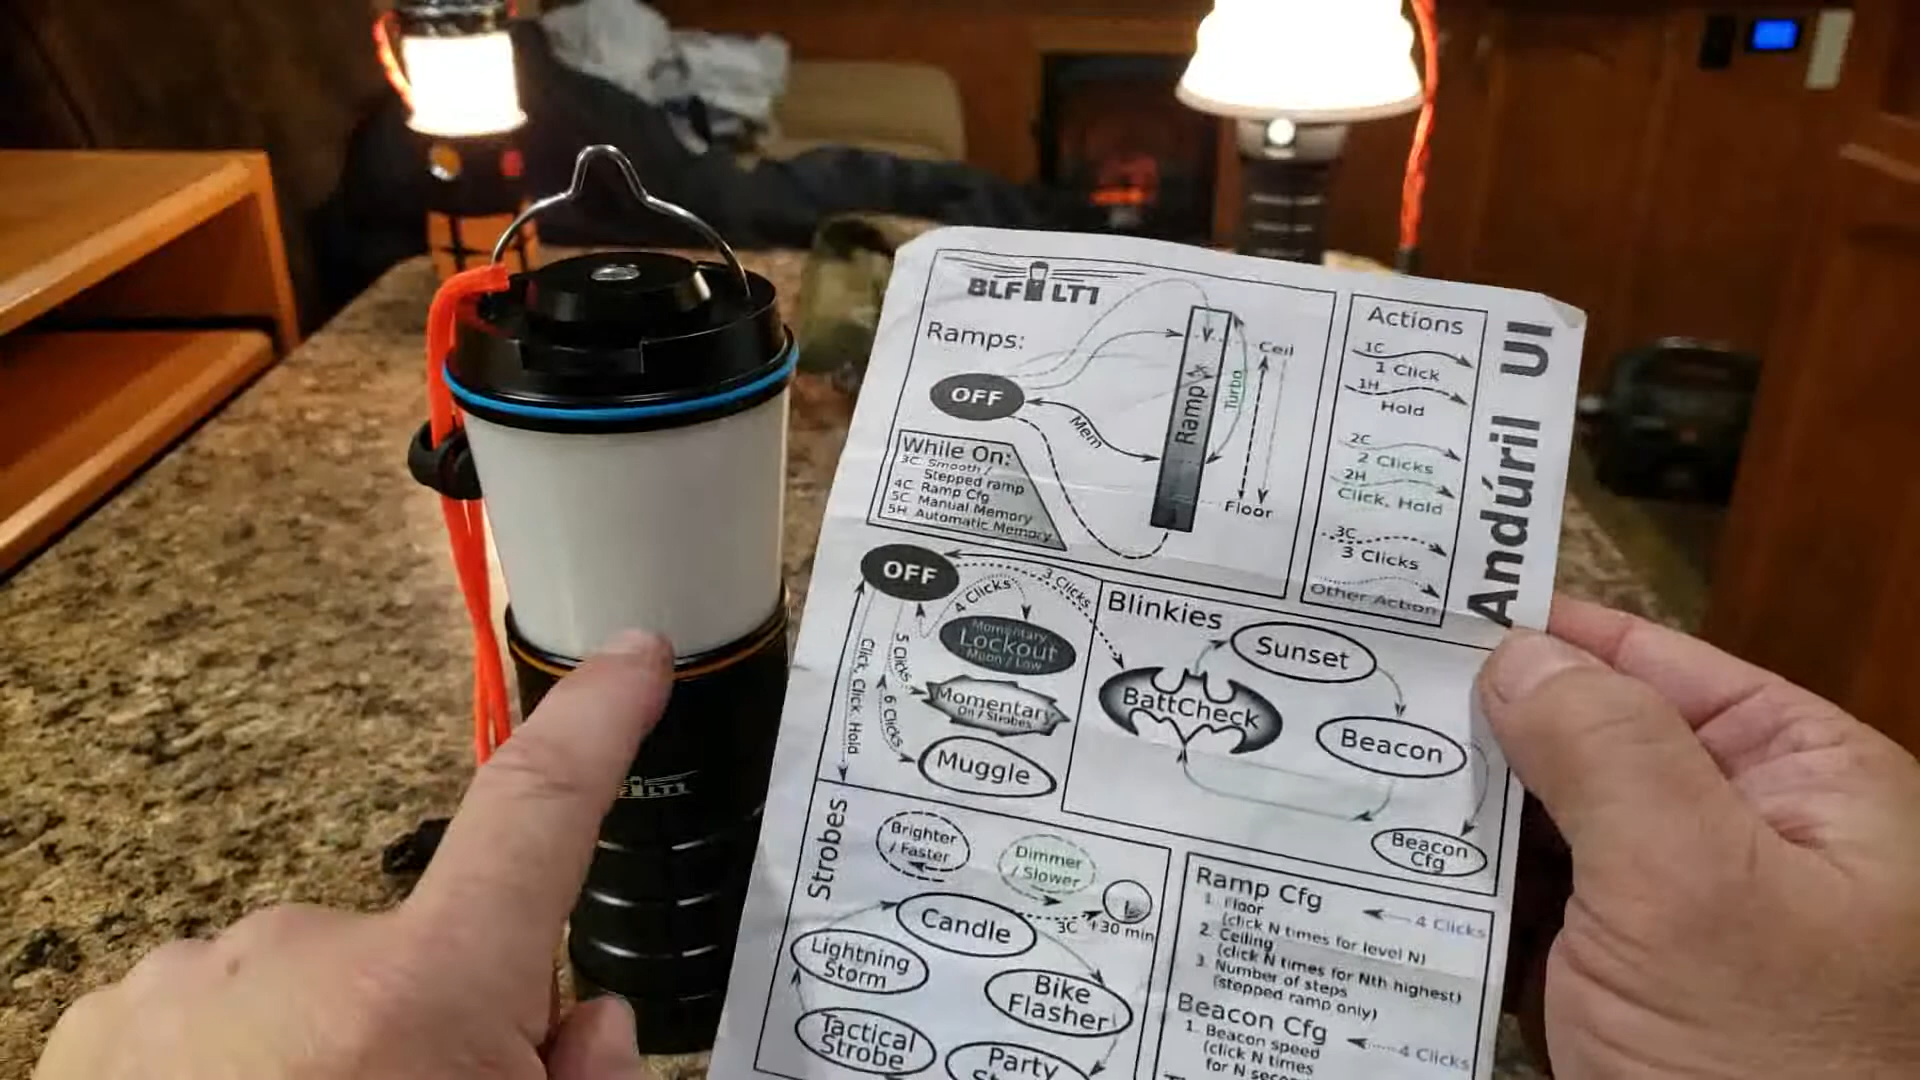 BLF LT1
Ramps:
OFF
Mem
Ramp
Turbo
Ceil
Floor
While On:
3C: Smooth /
Stepped ramp
4C: Ramp Cfg
5C: Manual Memory
5H: Automatic Memory
Actions
1C
1 Click
1H
Hold
2C
2 Clicks
2H
Click, Hold
3C
3 Clicks
Other Action
Andúril UI
OFF
3 Clicks
4 Clicks
5 Clicks
6 Clicks
Click, Click, Hold
Momentary
Lockout
Moon / Low
Momentary
On / Strobes
Muggle
Blinkies
Sunset
BattCheck
Beacon
Beacon
Cfg
Strobes
Brighter
/ Faster
Dimmer
/ Slower
Candle
3C +30 min
Lightning
Storm
Bike
Flasher
Tactical
Strobe
Party
Ramp Cfg
4 Clicks
1. Floor
(click N times for level N)
2. Ceiling
(click N times for Nth highest)
3. Number of steps
(stepped ramp only)
Beacon Cfg
4 Clicks
1. Beacon speed
(click N times
for N
LT1